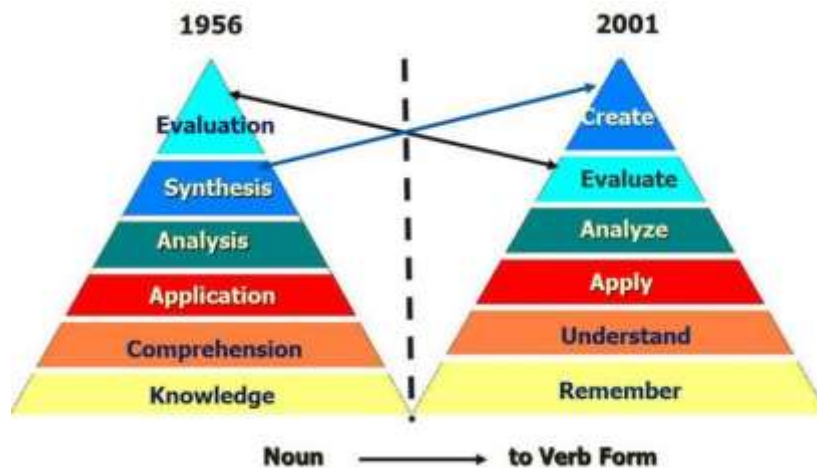 1956
Evaluation
Synthesis
Analysis
Application
Comprehension
Knowledge
2001
Create
Evaluate
Analyze
Apply
Understand
Remember
Noun to Verb Form